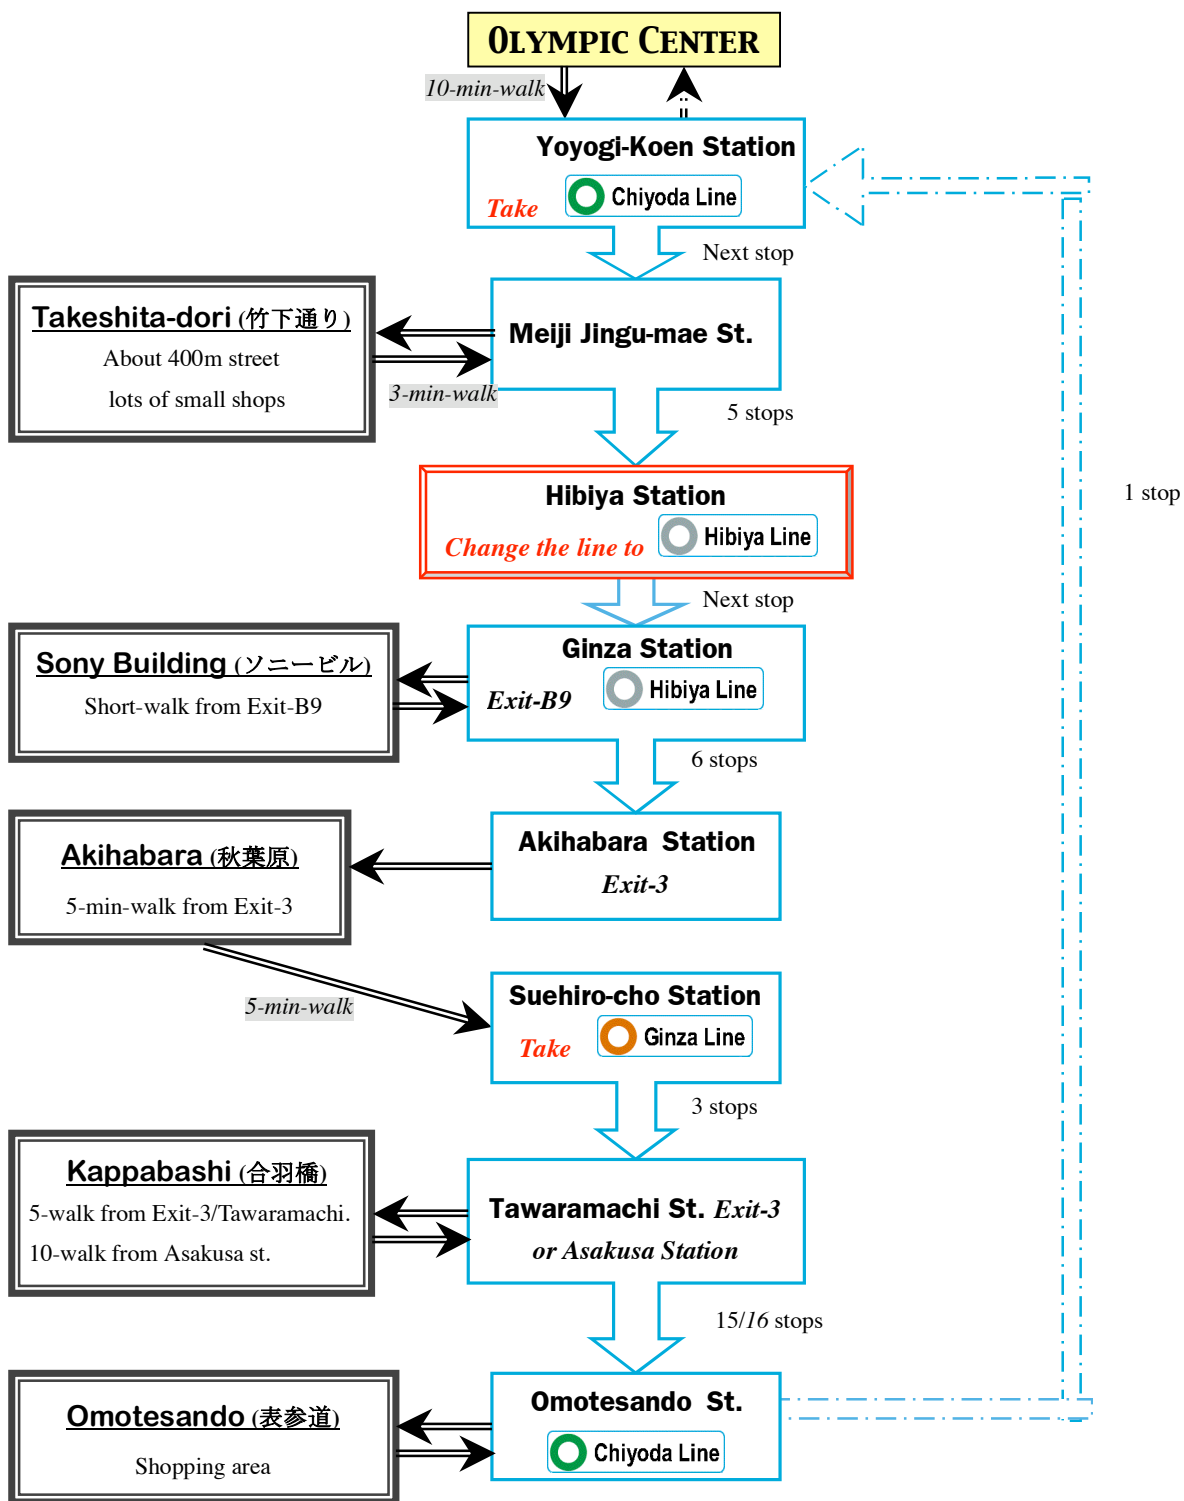 OLYMPIC CENTER
10-min-walk
Yoyogi-Koen Station
Take Chiyoda Line
Next stop
Takeshita-dori (竹下通り)
About 400m street
lots of small shops
Meiji Jingu-mae St.
3-min-walk
5 stops
Hibiya Station
Change the line to Hibiya Line
1 stop
Next stop
Sony Building (ソニービル)
Short-walk from Exit-B9
Ginza Station
Exit-B9 Hibiya Line
6 stops
Akihabara (秋葉原)
5-min-walk from Exit-3
Akihabara Station
Exit-3
5-min-walk
Suehiro-cho Station
Take Ginza Line
3 stops
Kappabashi (合羽橋)
5-walk from Exit-3/Tawaramachi.
10-walk from Asakusa st.
Tawaramachi St. Exit-3
or Asakusa Station
15/16 stops
Omotesando (表参道)
Shopping area
Omotesando St.
Chiyoda Line